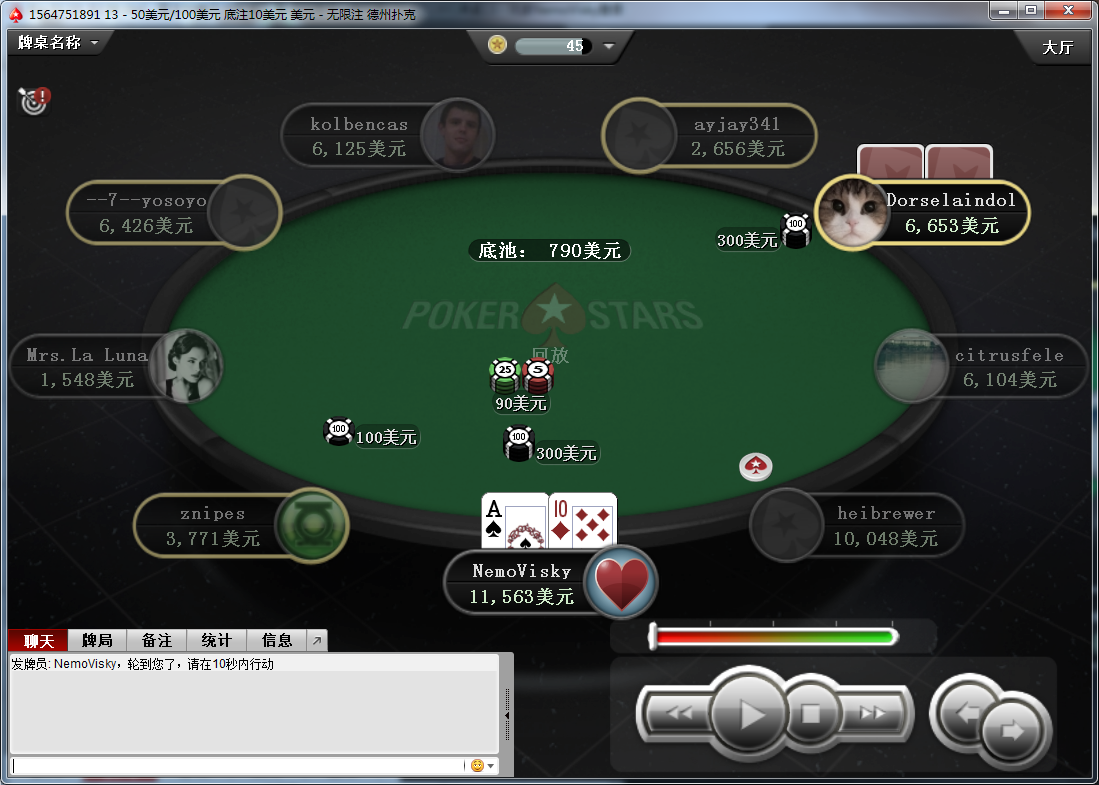 1564751891 13 - 50美元/100美元 底注10美元 美元 - 无限注 德州扑克
牌桌名称
45
大厅
kolbencas
6,125美元
ayjay341
2,656美元
--7--yosoyo
6,426美元
Dorselaindol
6,653美元
100
300美元
底池： 790美元
POKER STARS
回放
Mrs.La Luna
1,548美元
citrusfele
6,104美元
25
5
90美元
100
100美元
100
300美元
A
10
znipes
3,771美元
heibrewer
10,048美元
NemoVisky
11,563美元
聊天
牌局
备注
统计
信息
发牌员: NemoVisky，轮到您了，请在10秒内行动